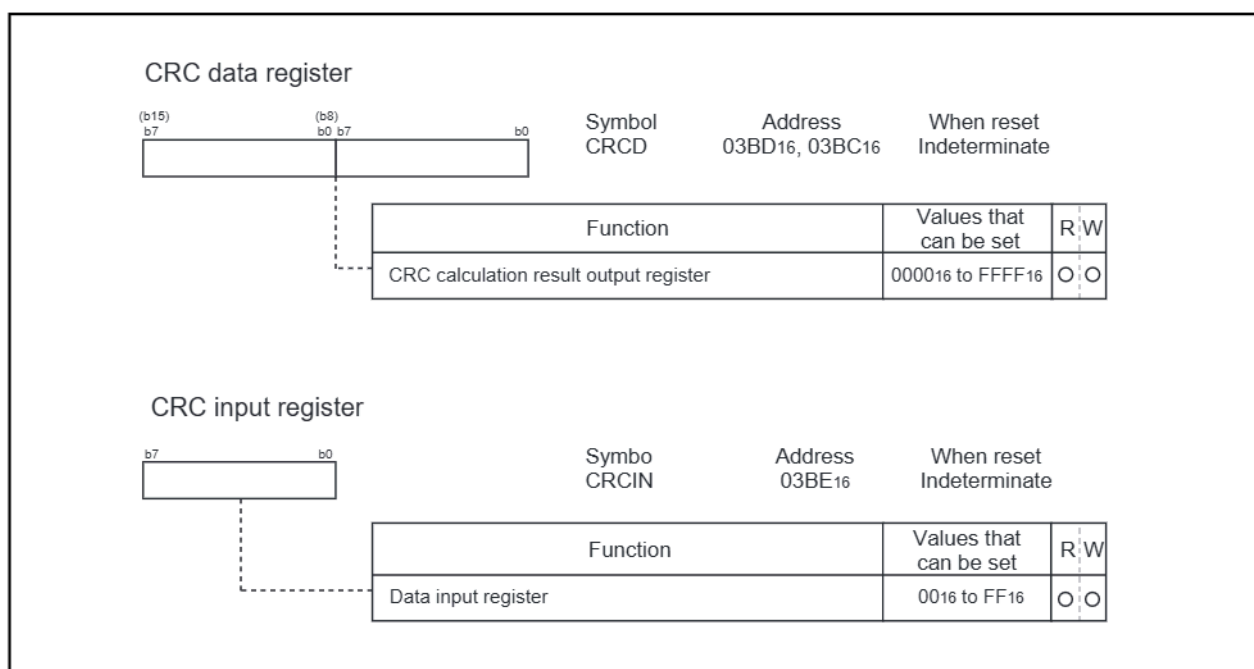 CRC data register
(b15) (b8)
b7 b0 b7 b0
Symbol Address When reset
CRCD 03BD16, 03BC16 Indeterminate
Function Values that can be set R W
CRC calculation result output register 000016 to FFFF16 O O
CRC input register
b7 b0
Symbo Address When reset
CRCIN 03BE16 Indeterminate
Function Values that can be set R W
Data input register 0016 to FF16 O O